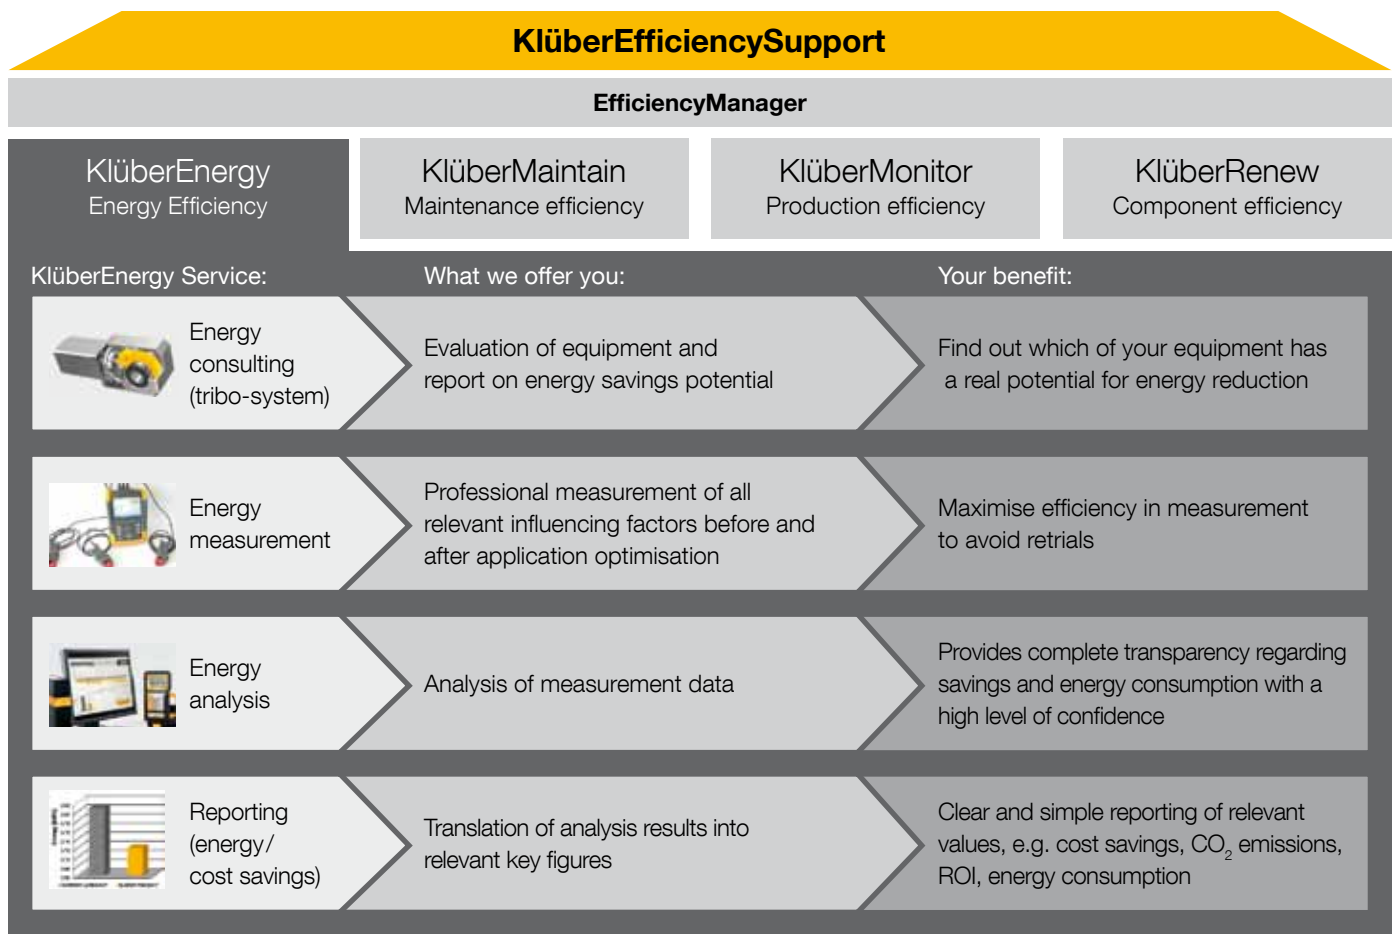 KlüberEfficiencySupport
EfficiencyManager
KlüberEnergy
Energy Efficiency
KlüberMaintain
Maintenance efficiency
KlüberMonitor
Production efficiency
KlüberRenew
Component efficiency
KlüberEnergy Service:
What we offer you:
Your benefit:
Energy
consulting
(tribo-system)
Evaluation of equipment and
report on energy savings potential
Find out which of your equipment has
a real potential for energy reduction
Energy
measurement
Professional measurement of all
relevant influencing factors before and
after application optimisation
Maximise efficiency in measurement
to avoid retrials
Energy
analysis
Analysis of measurement data
Provides complete transparency regarding
savings and energy consumption with a
high level of confidence
Reporting
(energy/
cost savings)
Translation of analysis results into
relevant key figures
Clear and simple reporting of relevant
values, e.g. cost savings, CO₂ emissions,
ROI, energy consumption